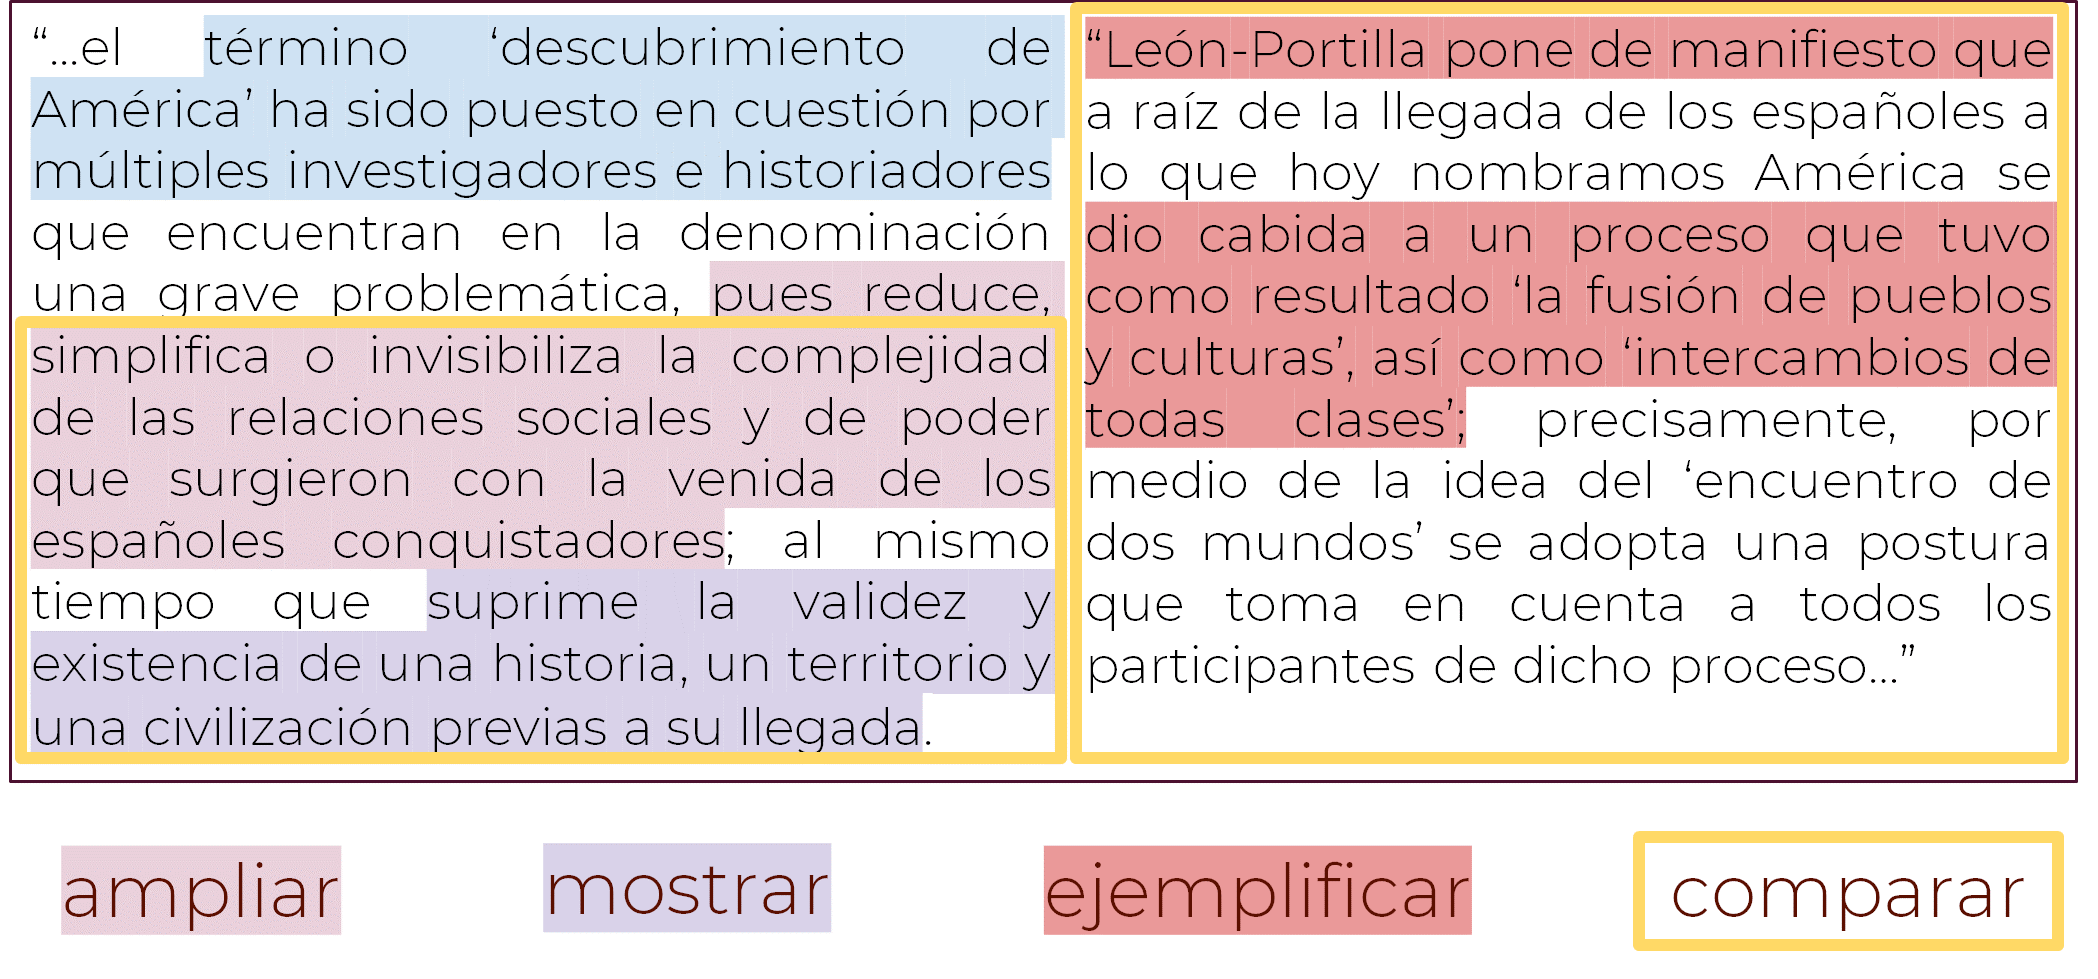 “...el término ‘descubrimiento de
América’ ha sido puesto en cuestión por
múltiples investigadores e historiadores
que encuentran en la denominación
una grave problemática, pues reduce,
simplifica o invisibiliza la complejidad
de las relaciones sociales y de poder
que surgieron con la venida de los
españoles conquistadores; al mismo
tiempo que suprime la validez y
existencia de una historia, un territorio y
una civilización previas a su llegada.
“León-Portilla pone de manifiesto que
a raíz de la llegada de los españoles a
lo que hoy nombramos América se
dio cabida a un proceso que tuvo
como resultado ‘la fusión de pueblos
y culturas’, así como ‘intercambios de
todas clases’; precisamente, por
medio de la idea del ‘encuentro de
dos mundos’ se adopta una postura
que toma en cuenta a todos los
participantes de dicho proceso...”
ampliar
mostrar
ejemplificar
comparar